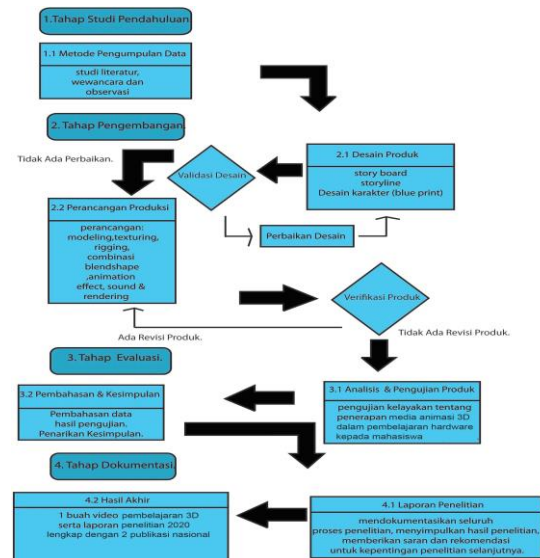 1.Tahap Studi Pendahuluan
1.1 Metode Pengumpulan Data
studi literatur,
wewancara dan
observasi
2. Tahap Pengembangan.
Tidak Ada Perbaikan.
Validasi Desain
2.1 Desain Produk
story board
storyline
Desain karakter (blue print)
Perbaikan Desain
2.2 Perancangan Produksi
perancangan:
modeling,texturing,
rigging,
combinasi
blendshape
,animation
effect, sound &
rendering
Verifikasi Produk
Ada Revisi Produk.
Tidak Ada Revisi Produk.
3. Tahap Evaluasi.
3.1 Analisis & Pengujian Produk
pengujian kelayakan tentang
penerapan media animasi 3D
dalam pembelajaran hardware
kepada mahasiswa
3.2 Pembahasan & Kesimpulan
Pembahasan data
hasil pengujian.
Penarikan Kesimpulan.
4. Tahap Dokumentasi.
4.1 Laporan Penelitian
mendokumentasikan seluruh
proses penelitian, menyimpulkan hasil penelitian,
memberikan saran dan rekomendasi
untuk kepentingan penelitian selanjutnya.
4.2 Hasil Akhir
1 buah video pembelajaran 3D
serta laporan penelitian 2020
lengkap dengan 2 publikasi nasional